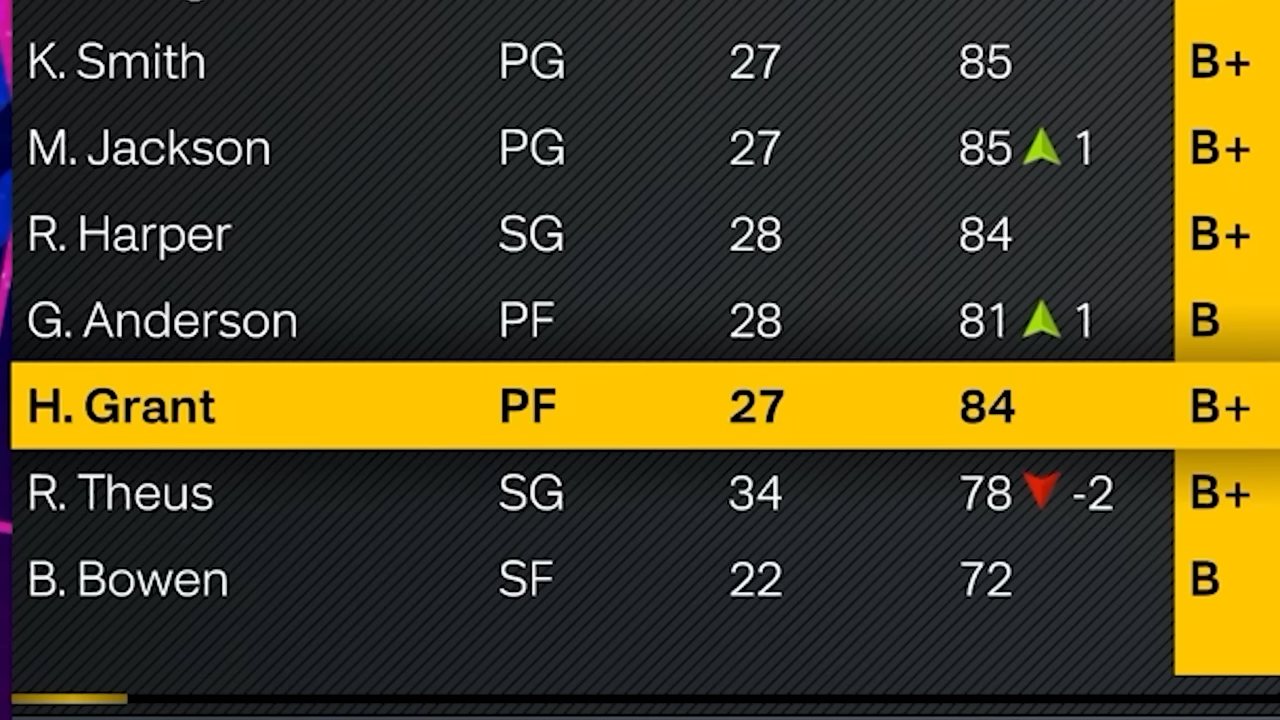 K. Smith PG 27 85 B+
M. Jackson PG 27 85 1 B+
R. Harper SG 28 84 B+
G. Anderson PF 28 81 1 B
H. Grant PF 27 84 B+
R. Theus SG 34 78 -2 B+
B. Bowen SF 22 72 B